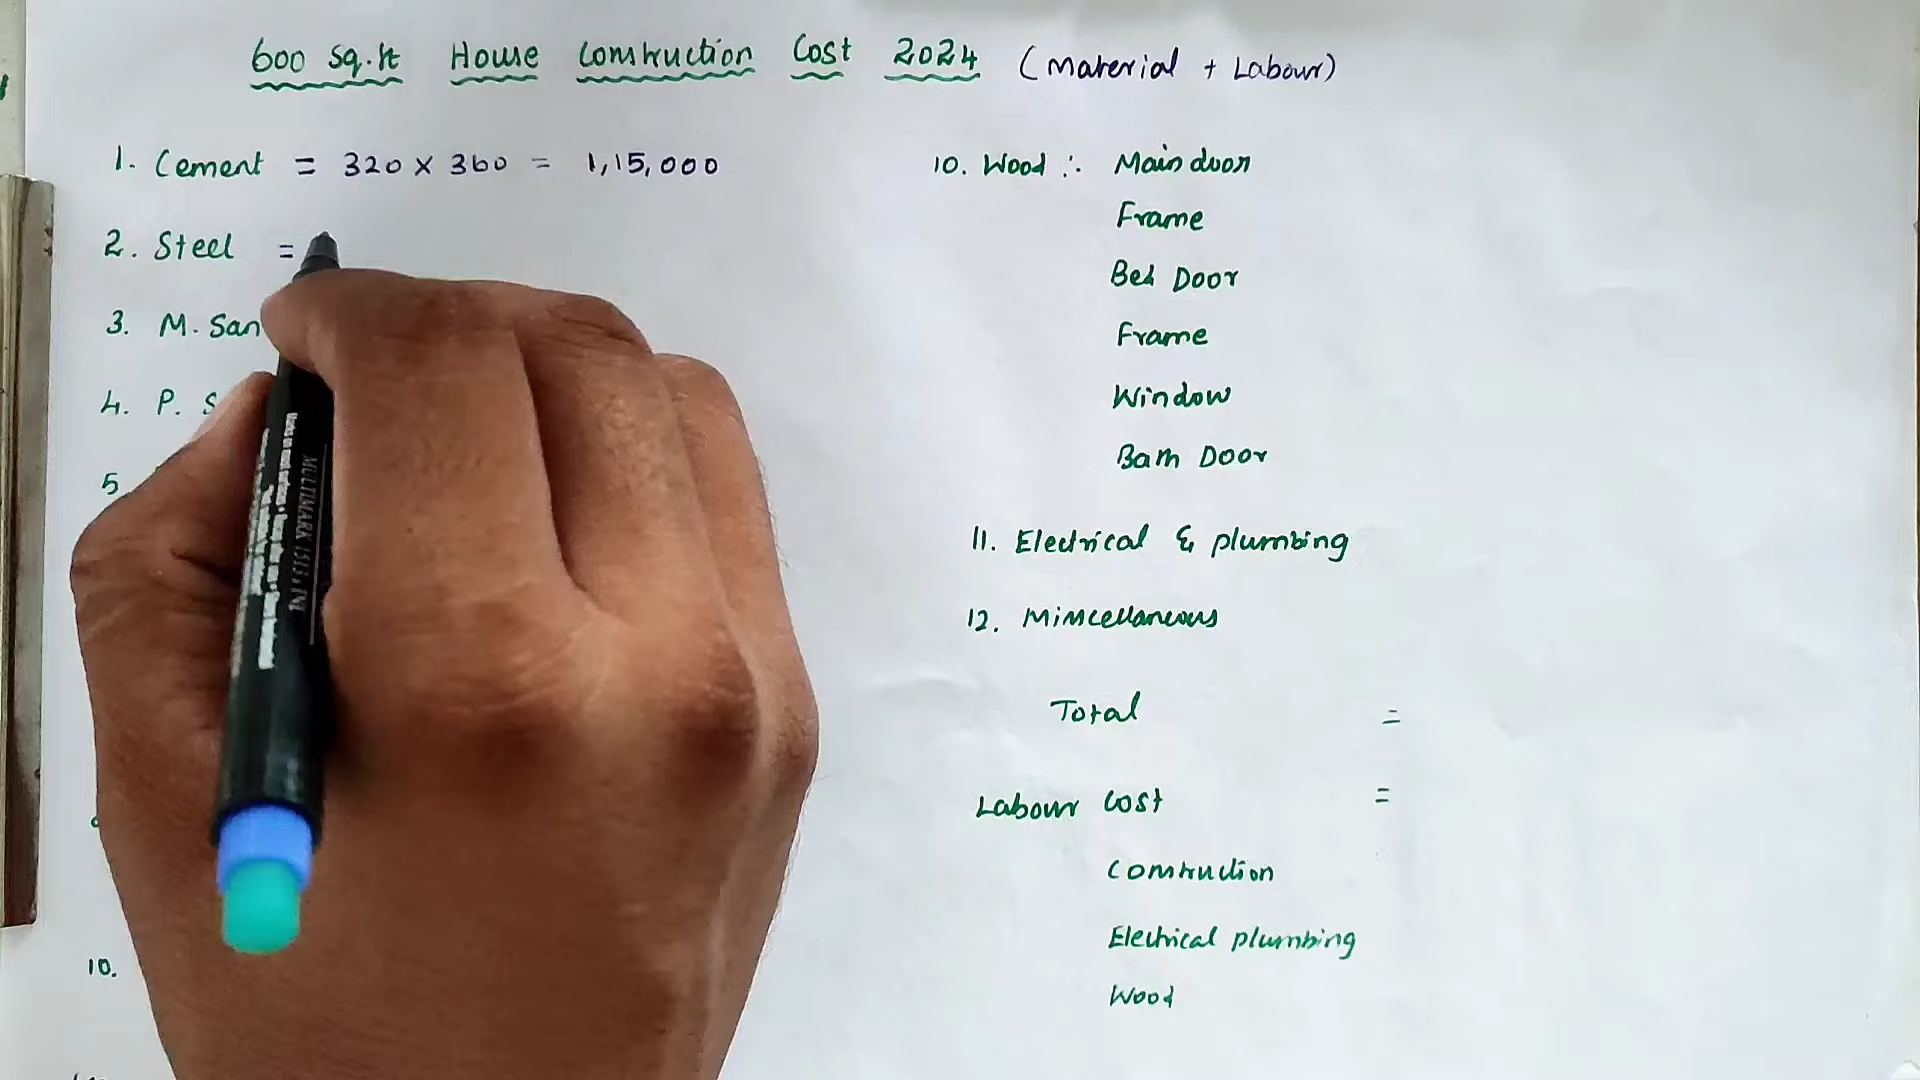 600 Sq.ft House Construction Cost 2024 (Material + Labour)
1. Cement = 320 x 360 = 1,15,000
2. Steel =
3. M. San
4. P. S
5.
10.
10. Wood :. Main door
Frame
Bed Door
Frame
Window
Bath Door
11. Electrical & plumbing
12. Mimcellaneous
Total =
Labour Cost =
Construction
Electrical plumbing
Wood
MULTIMARK 1513